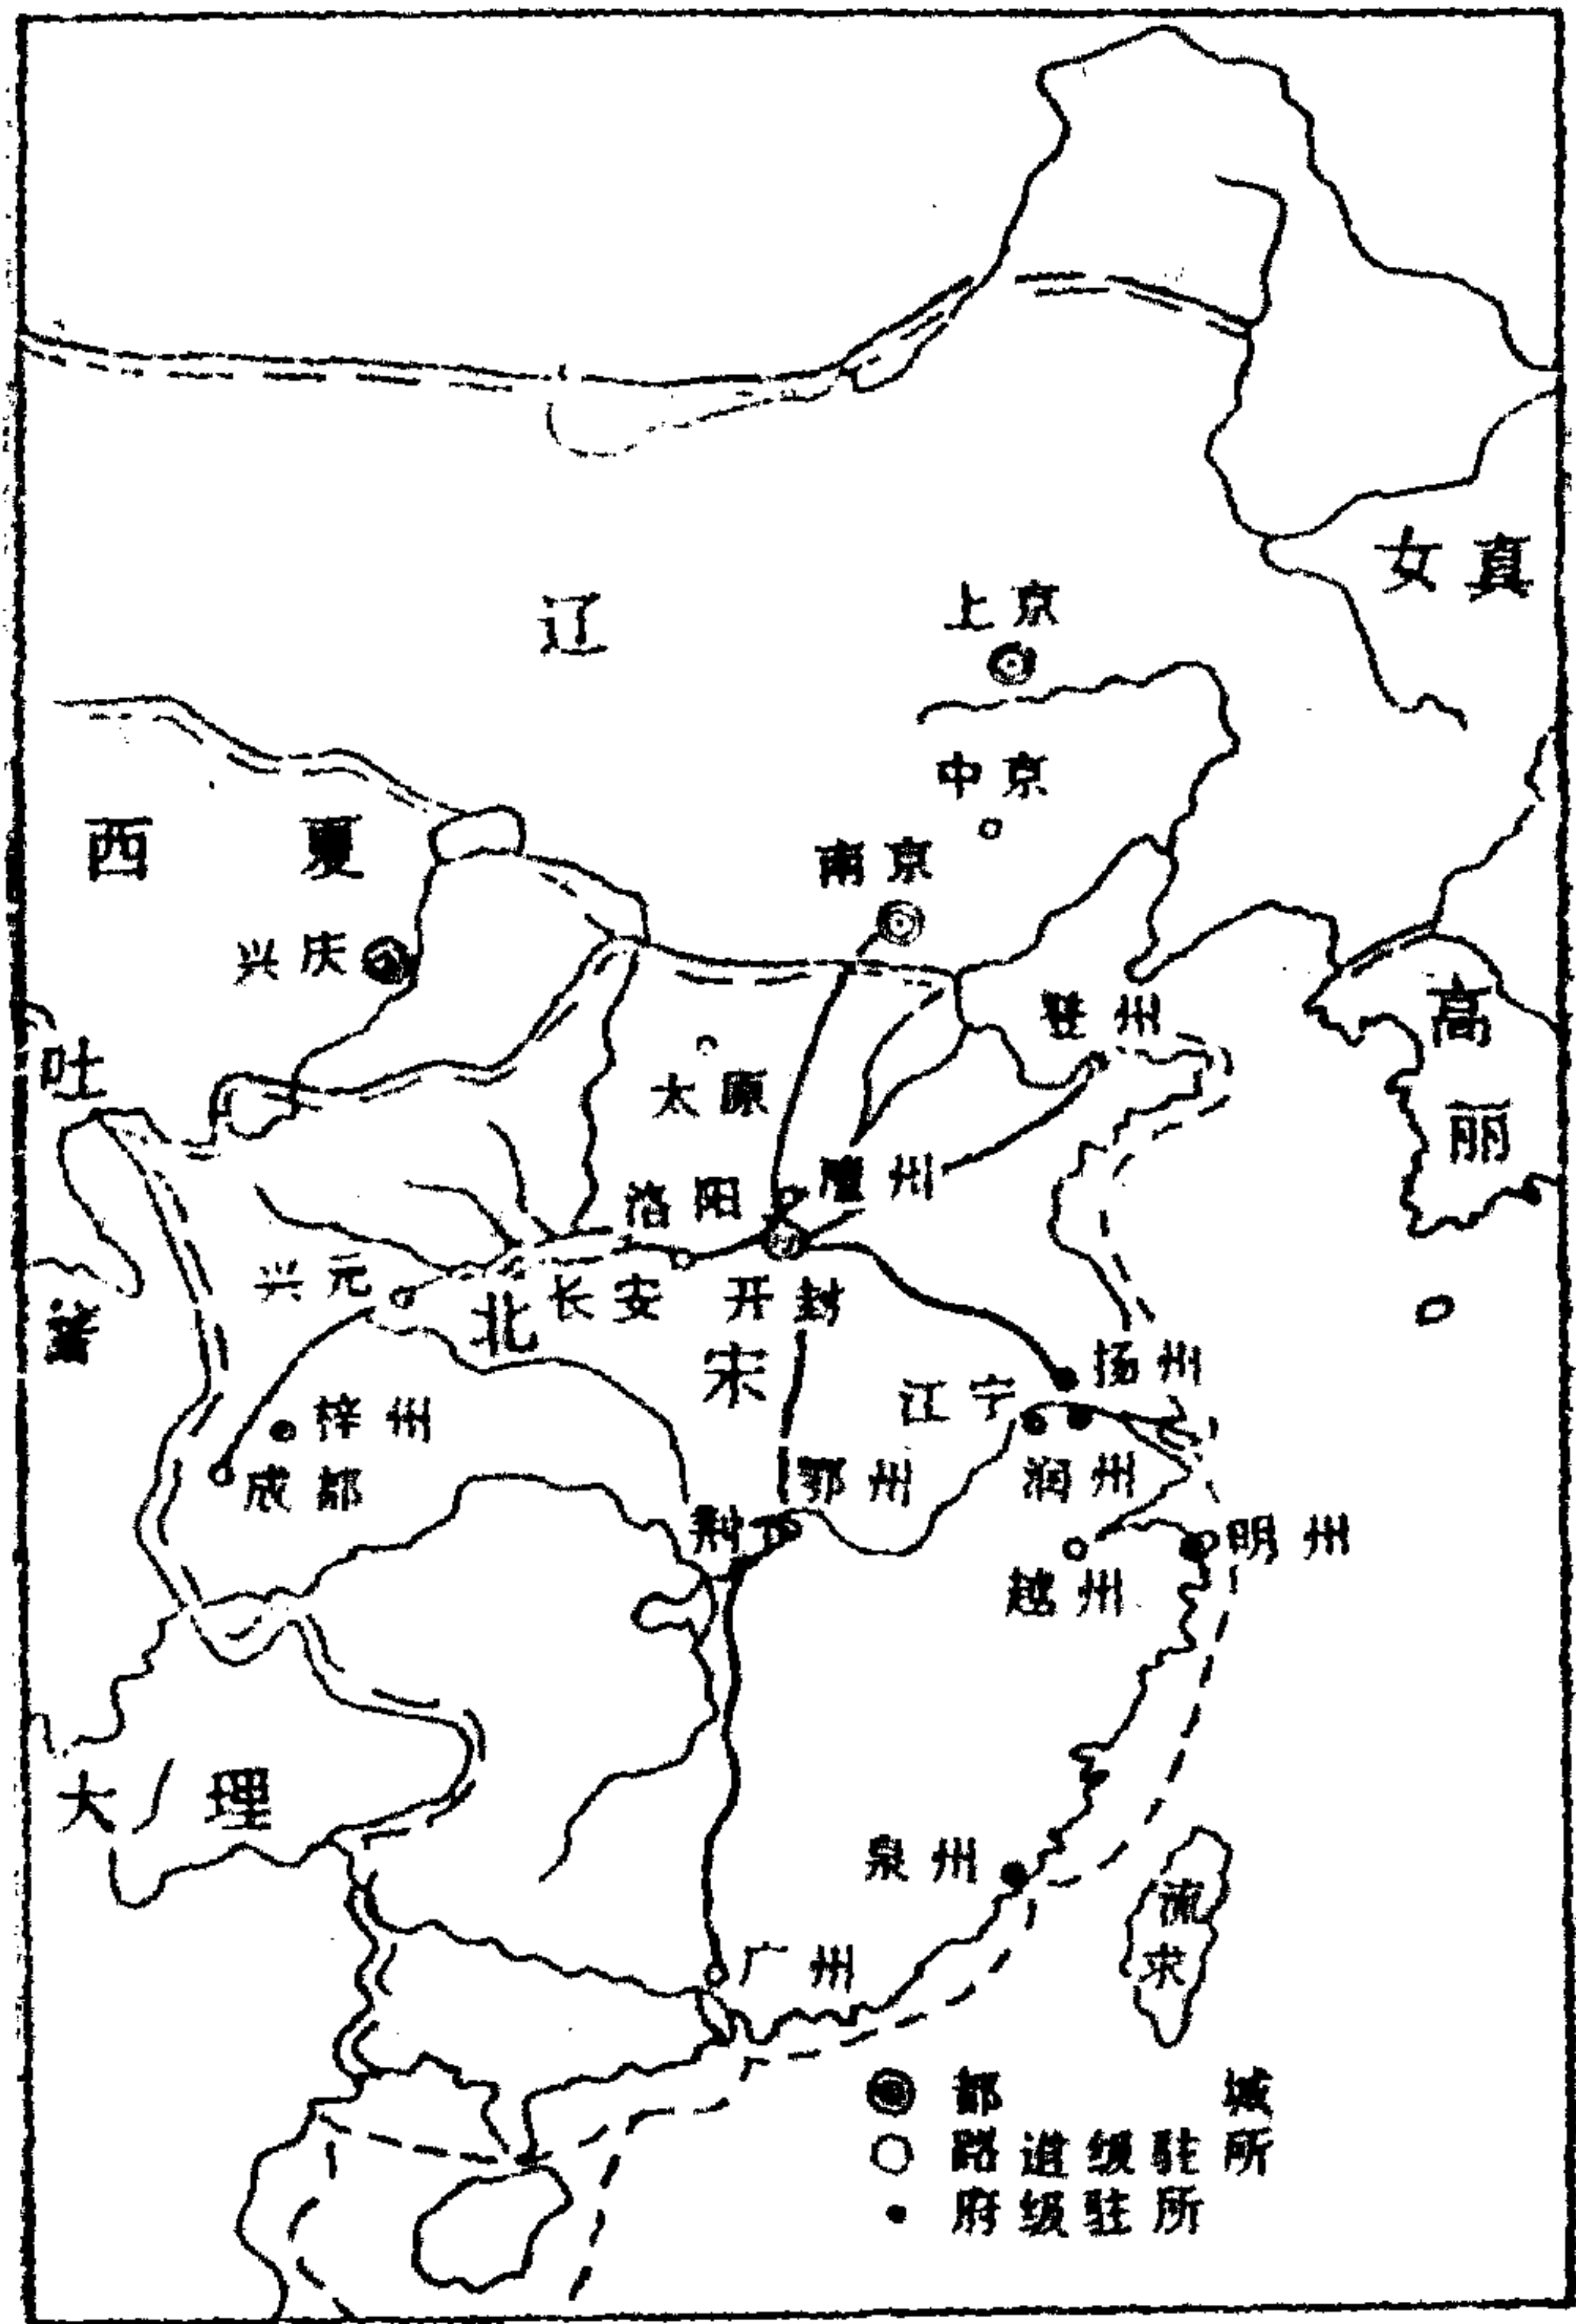 女真
上京
辽
中京
西夏
南京
兴庆
登州
高丽
吐蕃
太原
澶州
洛阳
兴元
长安
开封
北宋
扬州
江宁
梓州
润州
成都
鄂州
荆
明州
越州
大理
泉州
流求
广州
都城
路道级驻所
府级驻所